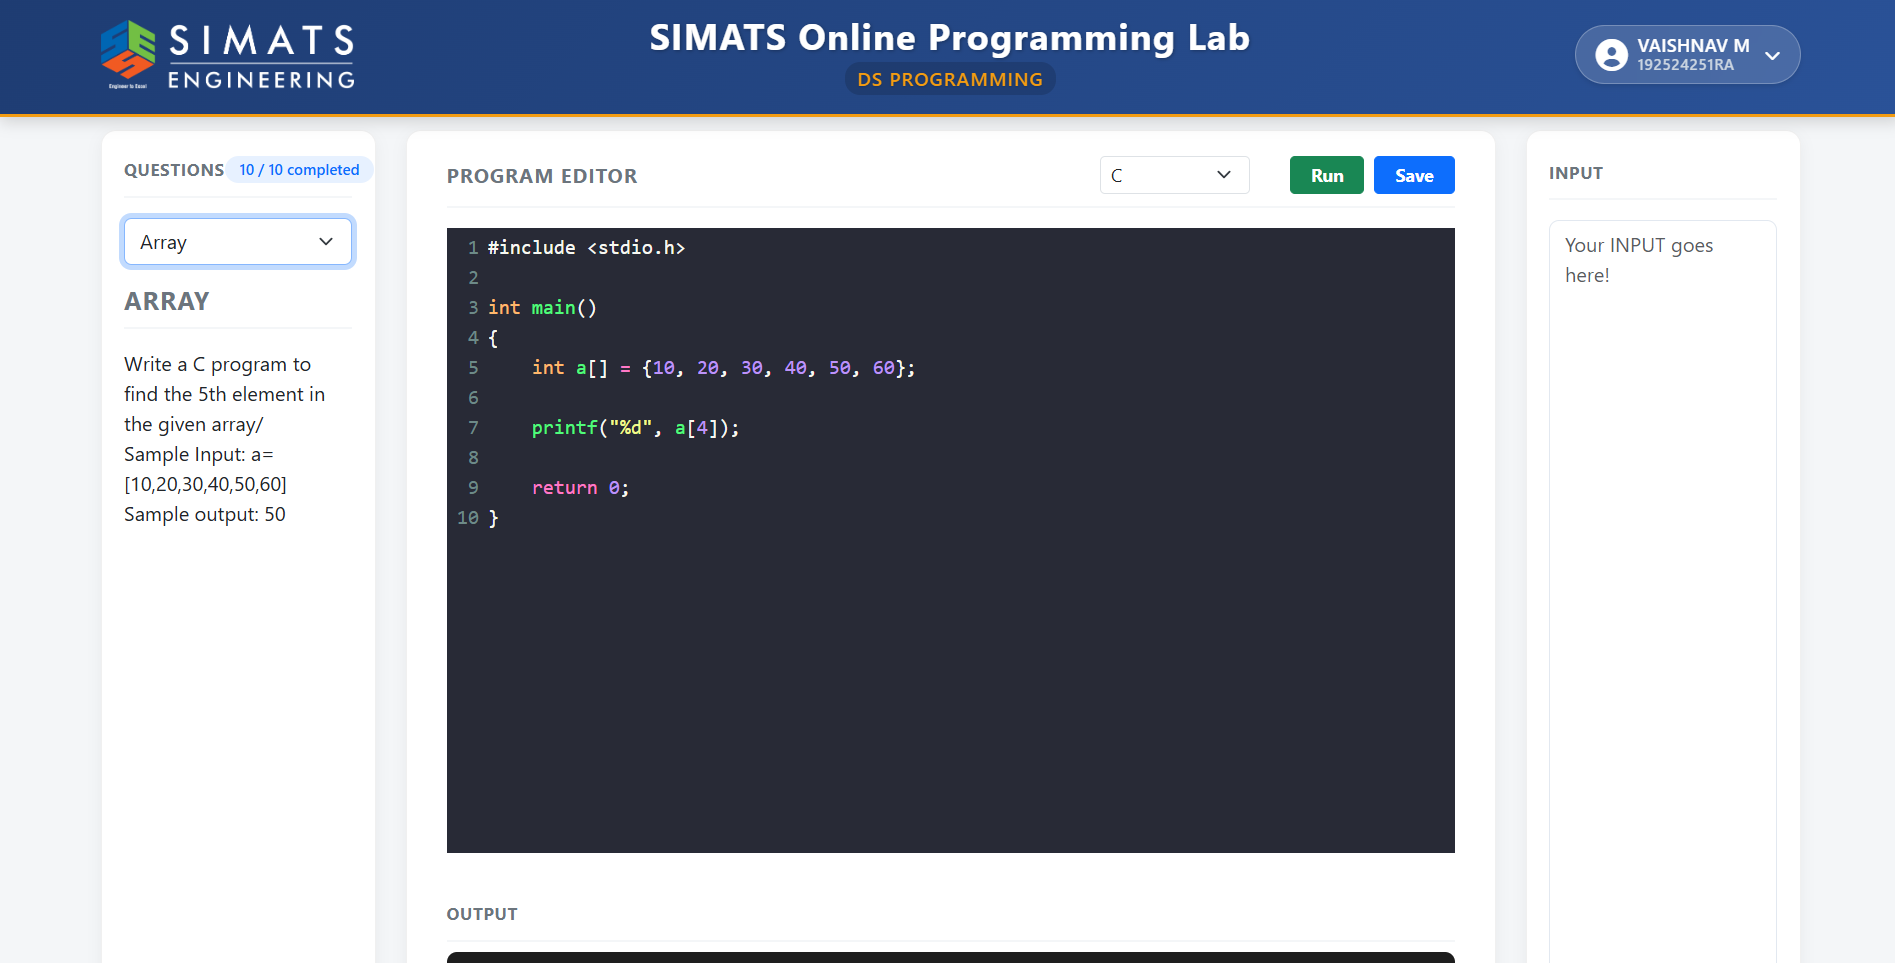 SIMATS
ENGINEERING
Engineer to Excel
SIMATS Online Programming Lab
DS PROGRAMMING
VAISHNAV M
192524251RA
QUESTIONS 10 / 10 completed
Array
ARRAY
Write a C program to
find the 5th element in
the given array/
Sample Input: a=
[10,20,30,40,50,60]
Sample output: 50
PROGRAM EDITOR
C
Run
Save
1 #include <stdio.h>
2
3 int main()
4 {
5     int a[] = {10, 20, 30, 40, 50, 60};
6
7     printf("%d", a[4]);
8
9     return 0;
10 }
OUTPUT
INPUT
Your INPUT goes
here!